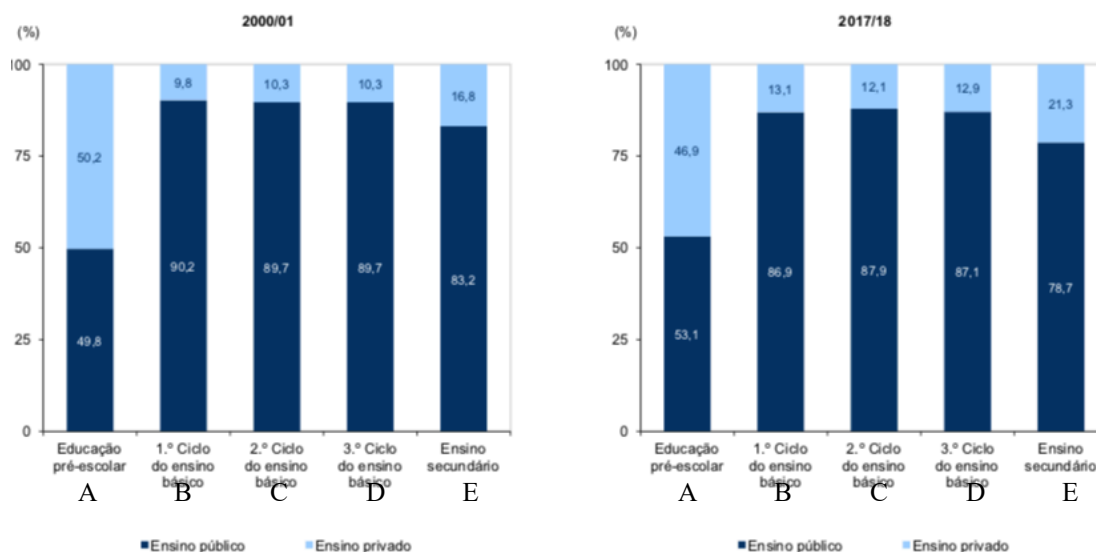 2000/01
(%)
100
75
50
25
0
50,2
9,8
10,3
10,3
16,8
49,8
90,2
89,7
89,7
83,2
Educação pré-escolar
1.º Ciclo do ensino básico
2.º Ciclo do ensino básico
3.º Ciclo do ensino básico
Ensino secundário
A B C D E
Ensino público Ensino privado
2017/18
(%)
100
75
50
25
0
46,9
13,1
12,1
12,9
21,3
53,1
86,9
87,9
87,1
78,7
Educação pré-escolar
1.º Ciclo do ensino básico
2.º Ciclo do ensino básico
3.º Ciclo do ensino básico
Ensino secundário
A B C D E
Ensino público Ensino privado